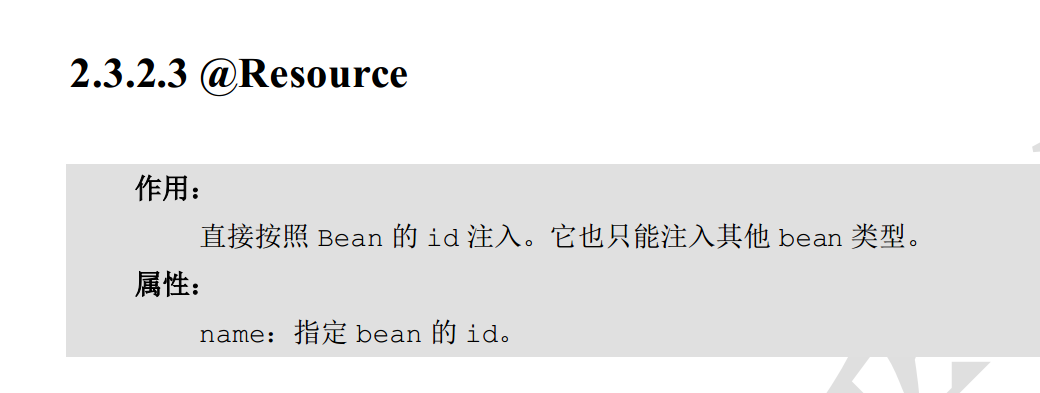 2.3.2.3 @Resource
作用：
直接按照 Bean 的 id 注入。它也只能注入其他 bean 类型。
属性：
name：指定 bean 的 id。